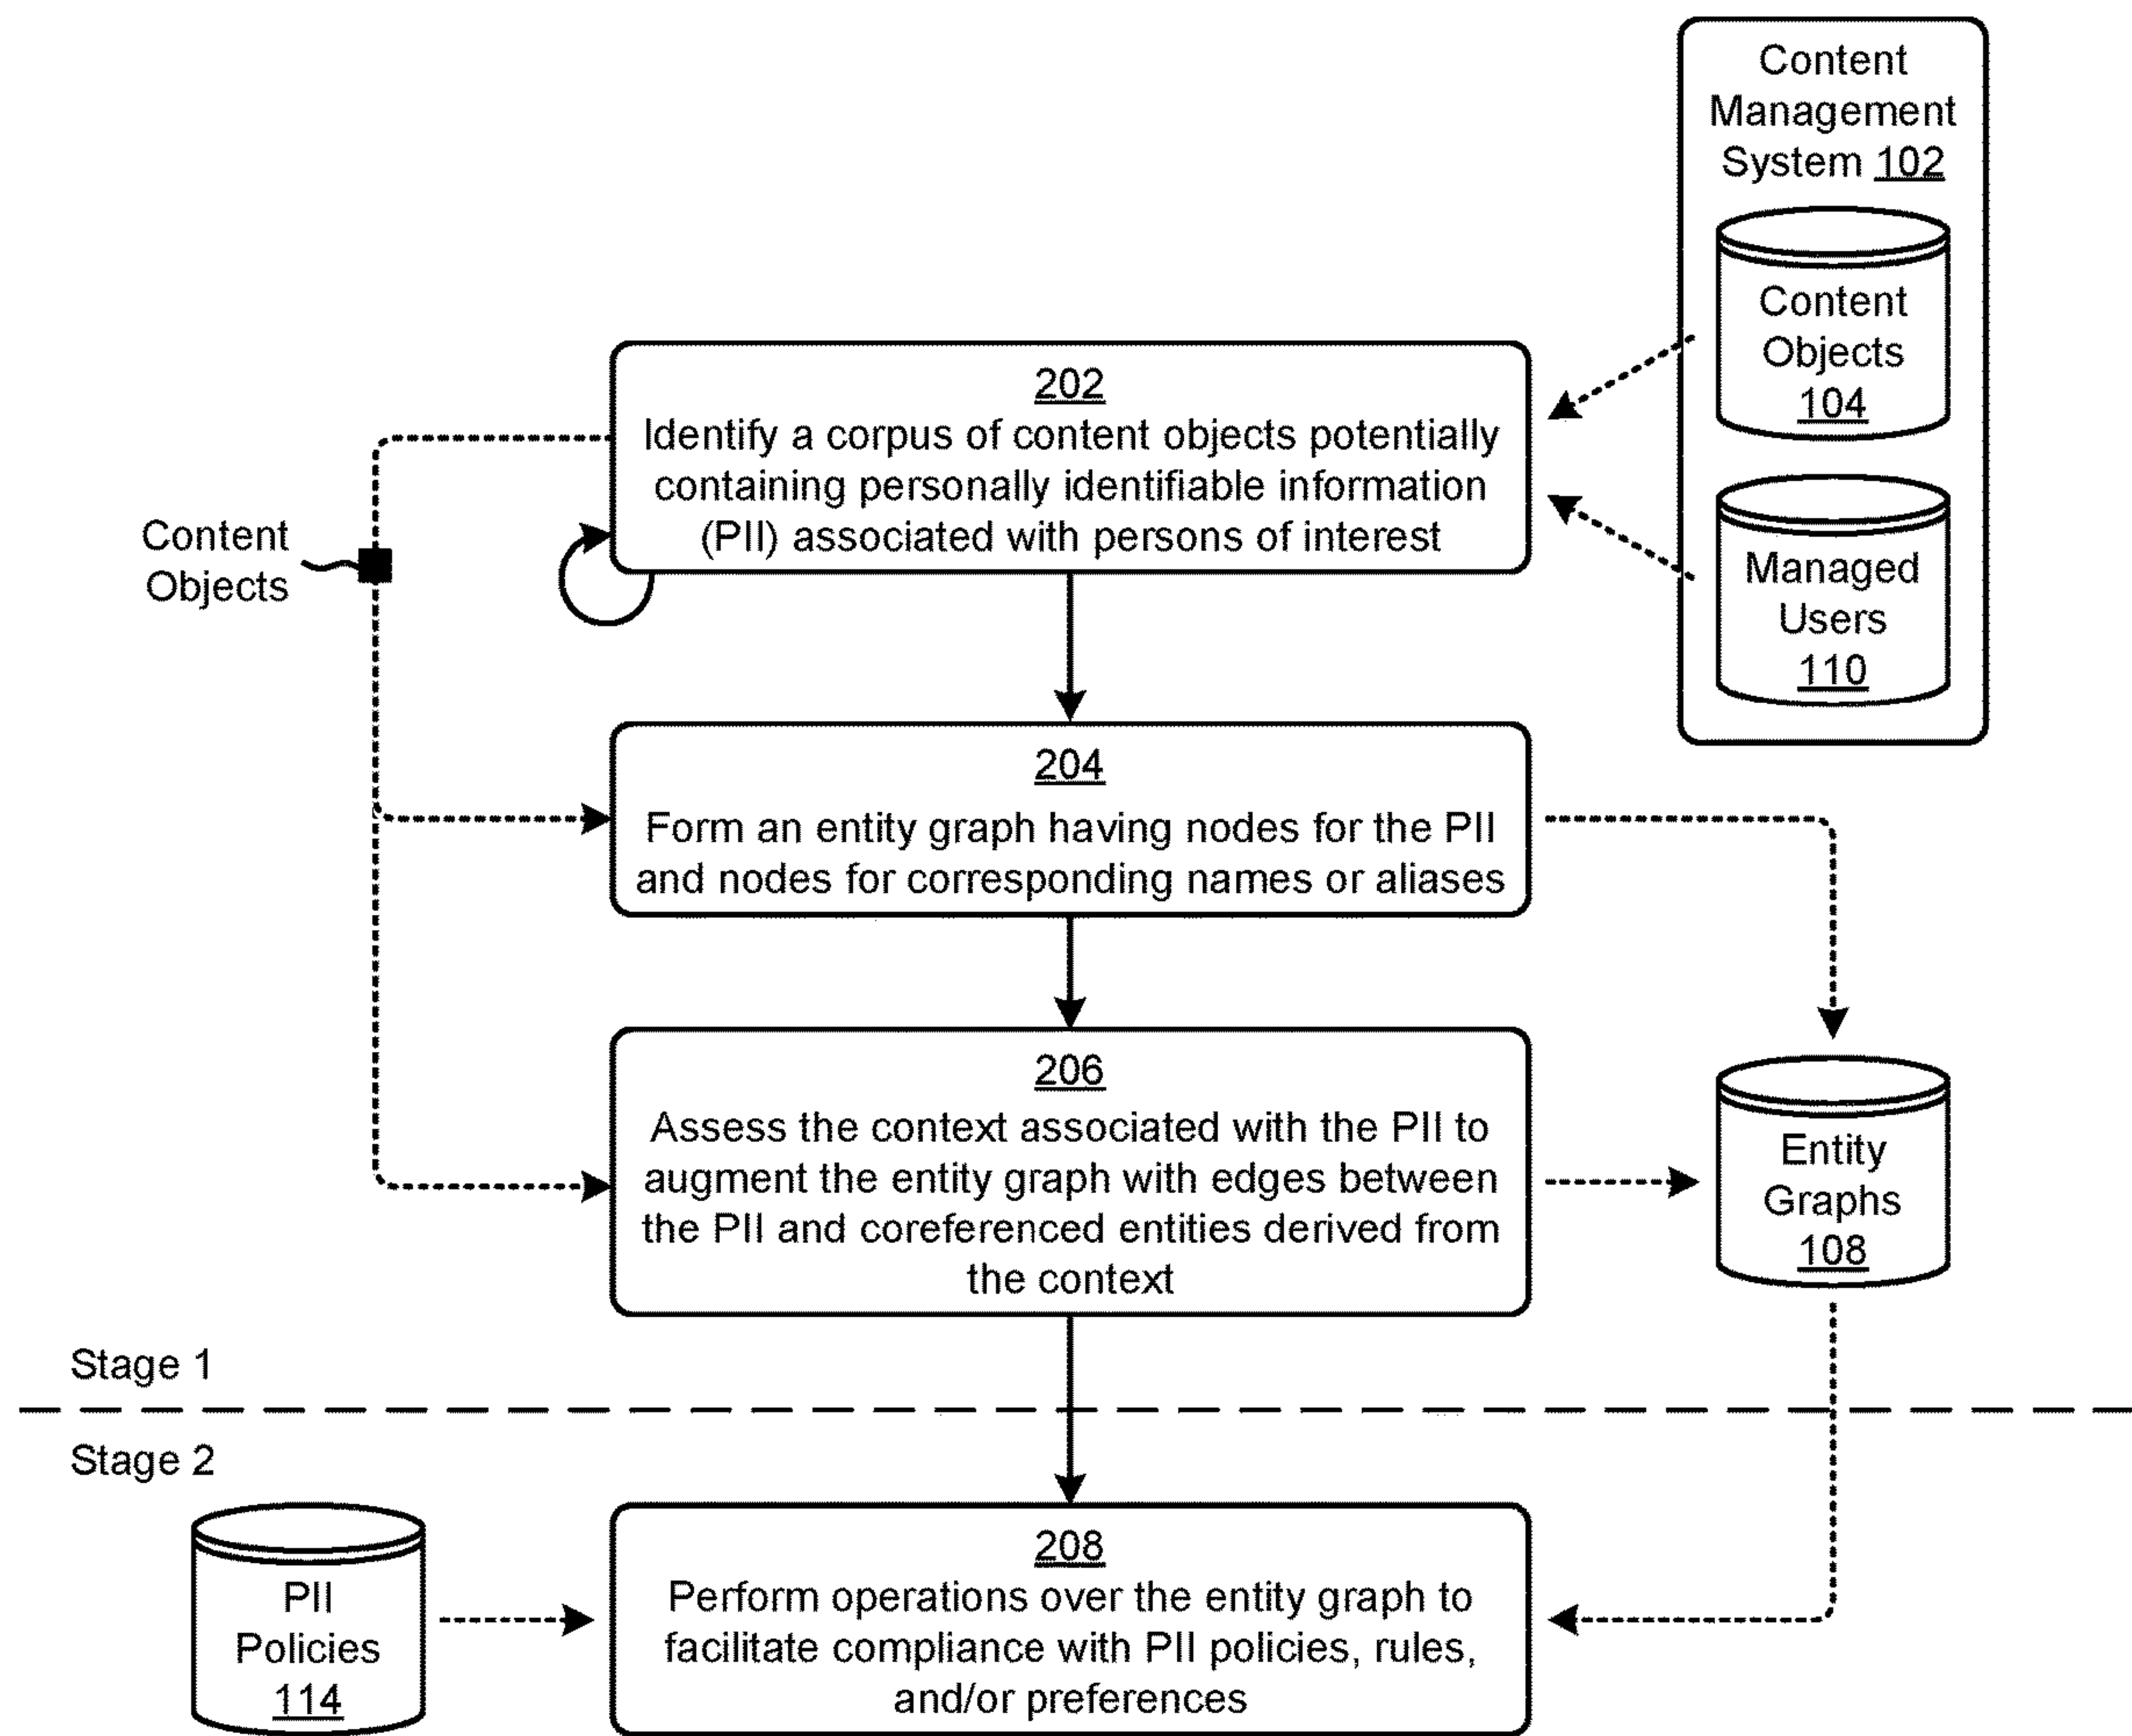 Content
Management
System 102
Content
Objects
104
Managed
Users
110
202
Identify a corpus of content objects potentially
containing personally identifiable information
(PII) associated with persons of interest
Content
Objects
204
Form an entity graph having nodes for the PII
and nodes for corresponding names or aliases
206
Assess the context associated with the PII to
augment the entity graph with edges between
the PII and coreferenced entities derived from
the context
Entity
Graphs
108
Stage 1
Stage 2
PII
Policies
114
208
Perform operations over the entity graph to
facilitate compliance with PII policies, rules,
and/or preferences